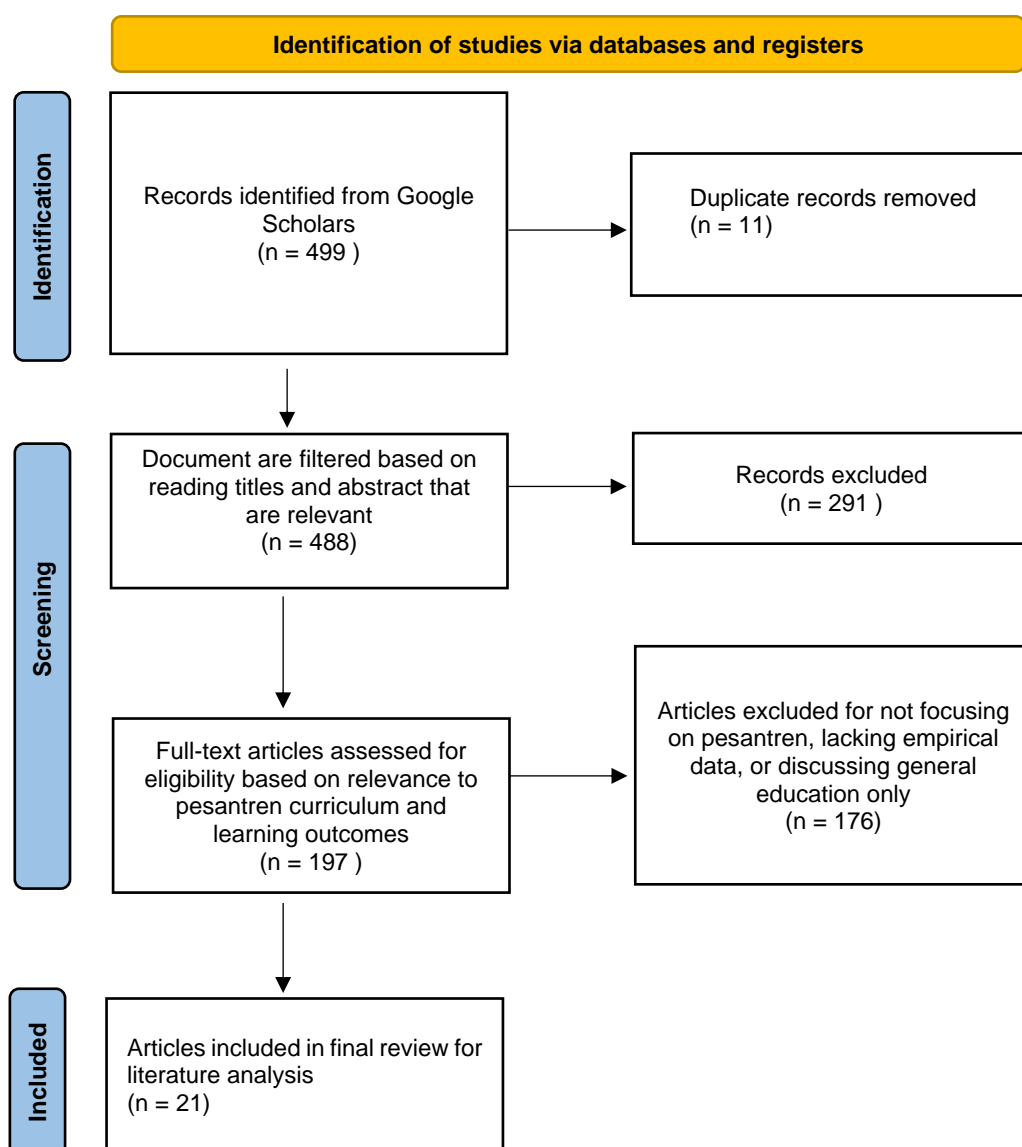 Identification of studies via databases and registers
Identification
Records identified from Google
Scholars
(n = 499 )
Duplicate records removed
(n = 11)
Screening
Document are filtered based on
reading titles and abstract that
are relevant
(n = 488)
Records excluded
(n = 291 )
Full-text articles assessed for
eligibility based on relevance to
pesantren curriculum and
learning outcomes
(n = 197 )
Articles excluded for not focusing
on pesantren, lacking empirical
data, or discussing general
education only
(n = 176)
Included
Articles included in final review for
literature analysis
(n = 21)